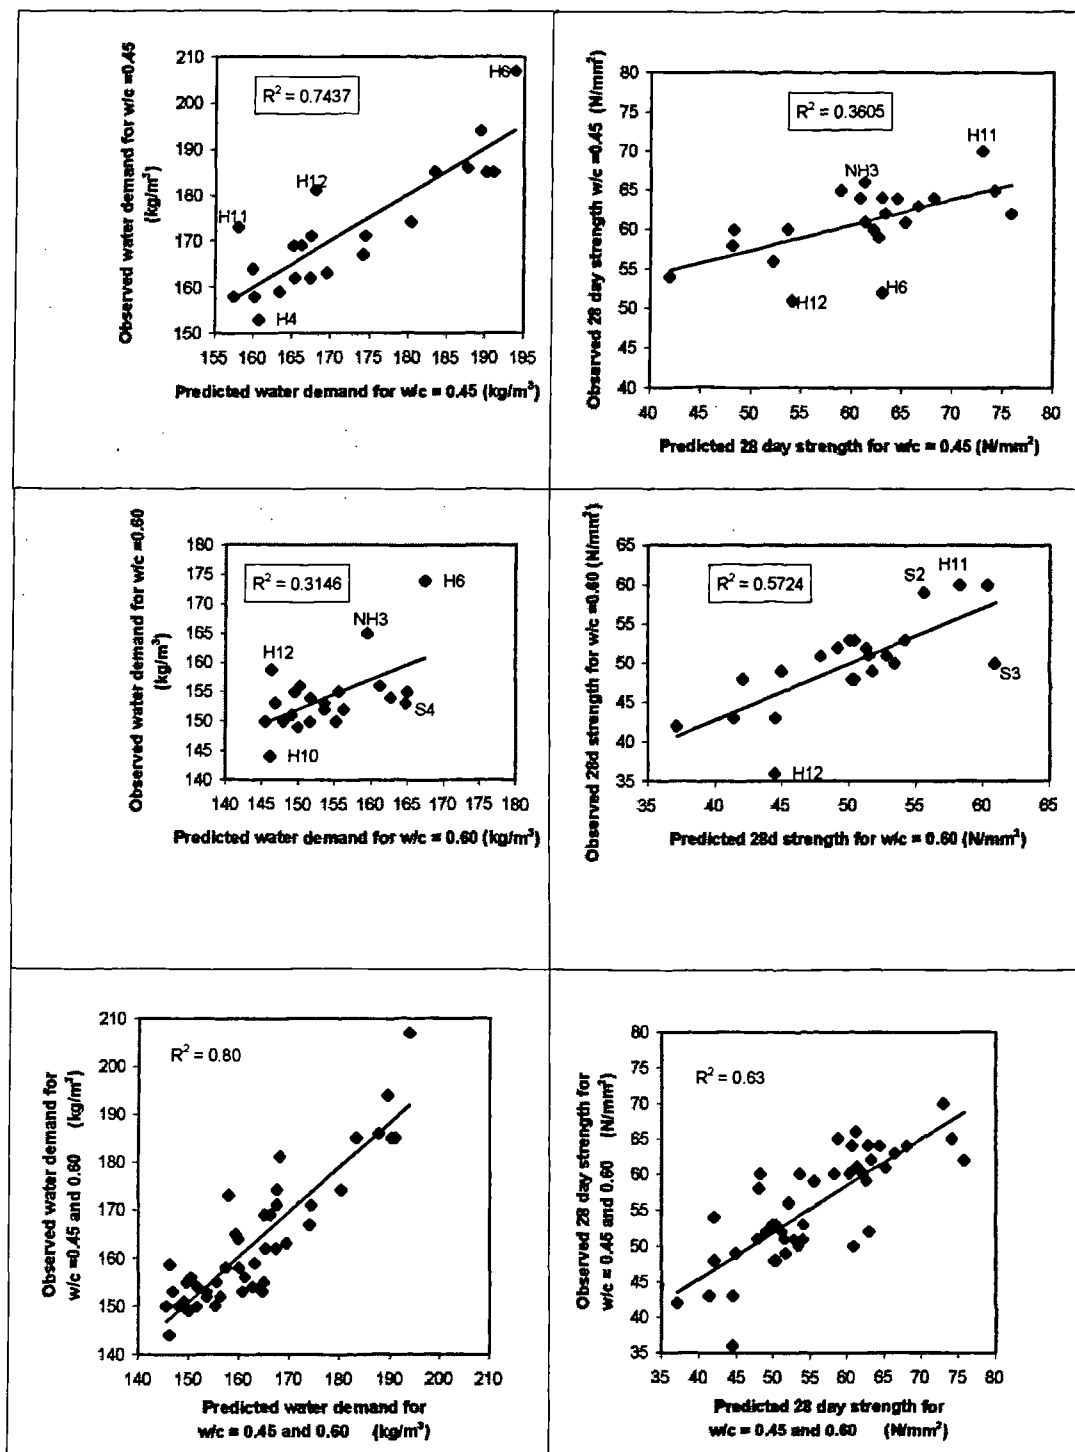 Observed water demand for w/c =0.45
(kg/m³)
210
200
190
180
170
160
150
R² = 0.7437
H6
H12
H11
H4
155 160 165 170 175 180 185 190 195
Predicted water demand for w/c = 0.45 (kg/m³)
Observed 28 day strength w/c =0.45 (N/mm²)
80
75
70
65
60
55
50
45
40
R² = 0.3605
H11
NH3
H6
H12
40 45 50 55 60 65 70 75 80
Predicted 28 day strength for w/c = 0.45 (N/mm²)
Observed water demand for w/c =0.60
(kg/m³)
180
175
170
165
160
155
150
145
140
R² = 0.3146
H6
NH3
H12
S4
H10
140 145 150 155 160 165 170 175 180
Predicted water demand for w/c = 0.60 (kg/m³)
Observed 28d strength for w/c =0.60 (N/mm²)
65
60
55
50
45
40
35
R² = 0.5724
S2 H11
S3
H12
35 40 45 50 55 60 65
Predicted 28d strength for w/c = 0.60 (N/mm²)
Observed water demand for
w/c =0.45 and 0.60 (kg/m³)
210
200
190
180
170
160
150
140
R² = 0.80
140 150 160 170 180 190 200 210
Predicted water demand for
w/c = 0.45 and 0.60 (kg/m³)
Observed 28 day strength for
w/c = 0.45 and 0.60 (N/mm²)
80
75
70
65
60
55
50
45
40
35
R² = 0.63
35 40 45 50 55 60 65 70 75 80
Predicted 28 day strength for
w/c = 0.45 and 0.60 (N/mm²)